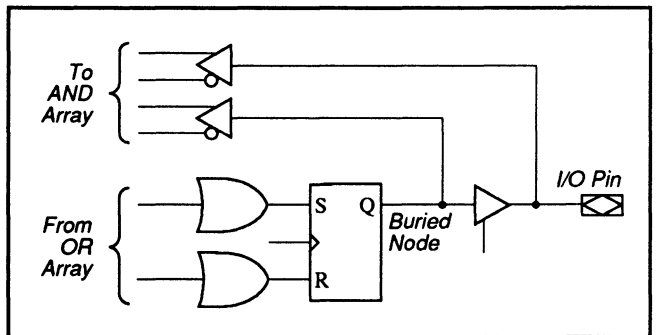 To
AND
Array
From
OR
Array
S
Q
R
Buried
Node
I/O Pin